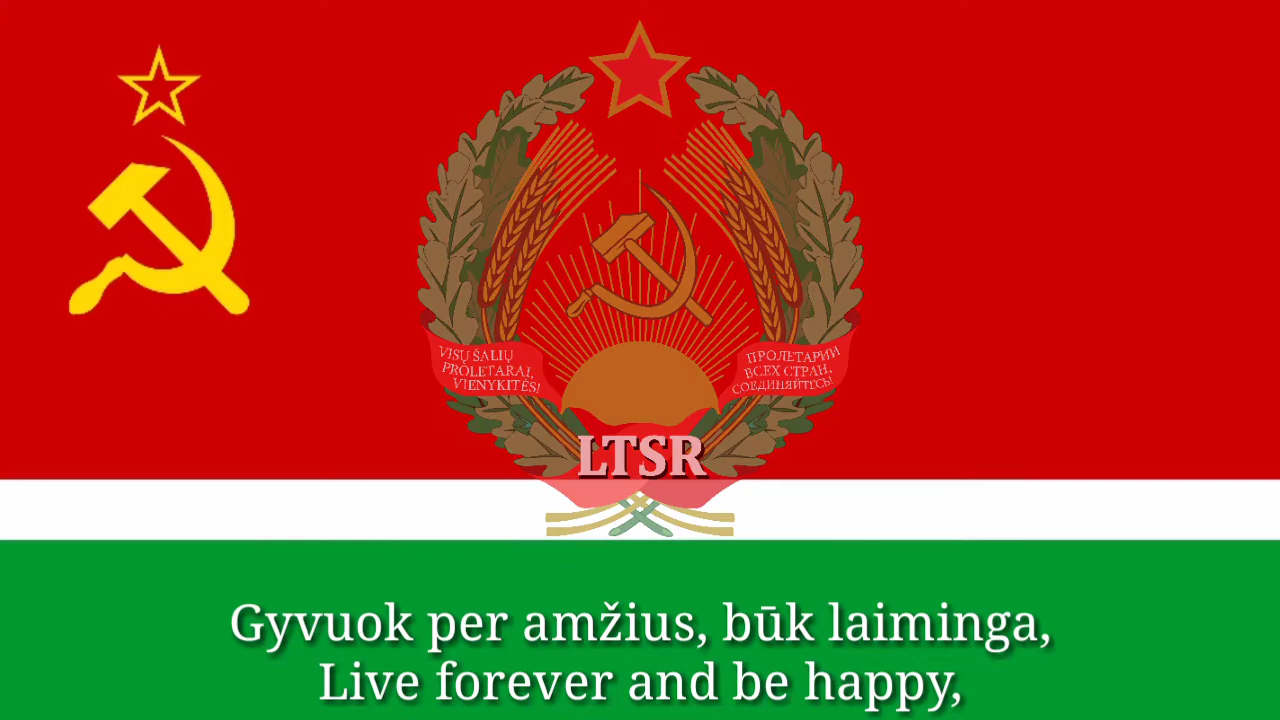 VISŲ ŠALIŲ
PROLETARAI,
VIENYKITĖS!
ПРОЛЕТАРИИ
ВСЕХ СТРАН,
СОЕДИНЯЙТЕСЬ!
LTSR
Gyvuok per amžius, būk laiminga,
Live forever and be happy,